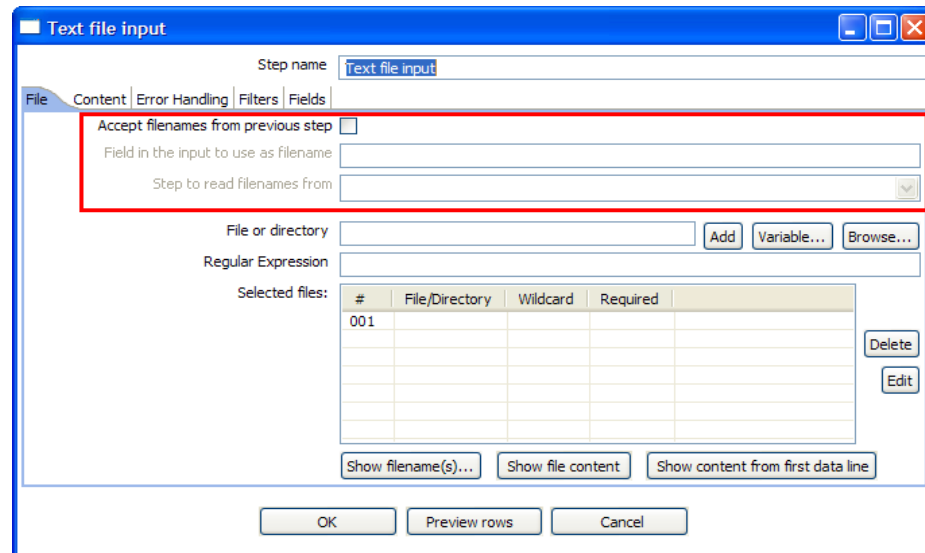 Text file input
Step name Text file input
File Content Error Handling Filters Fields
Accept filenames from previous step
Field in the input to use as filename
Step to read filenames from
File or directory Add Variable... Browse...
Regular Expression
Selected files: # File/Directory Wildcard Required
001
Delete
Edit
Show filename(s)... Show file content Show content from first data line
OK Preview rows Cancel